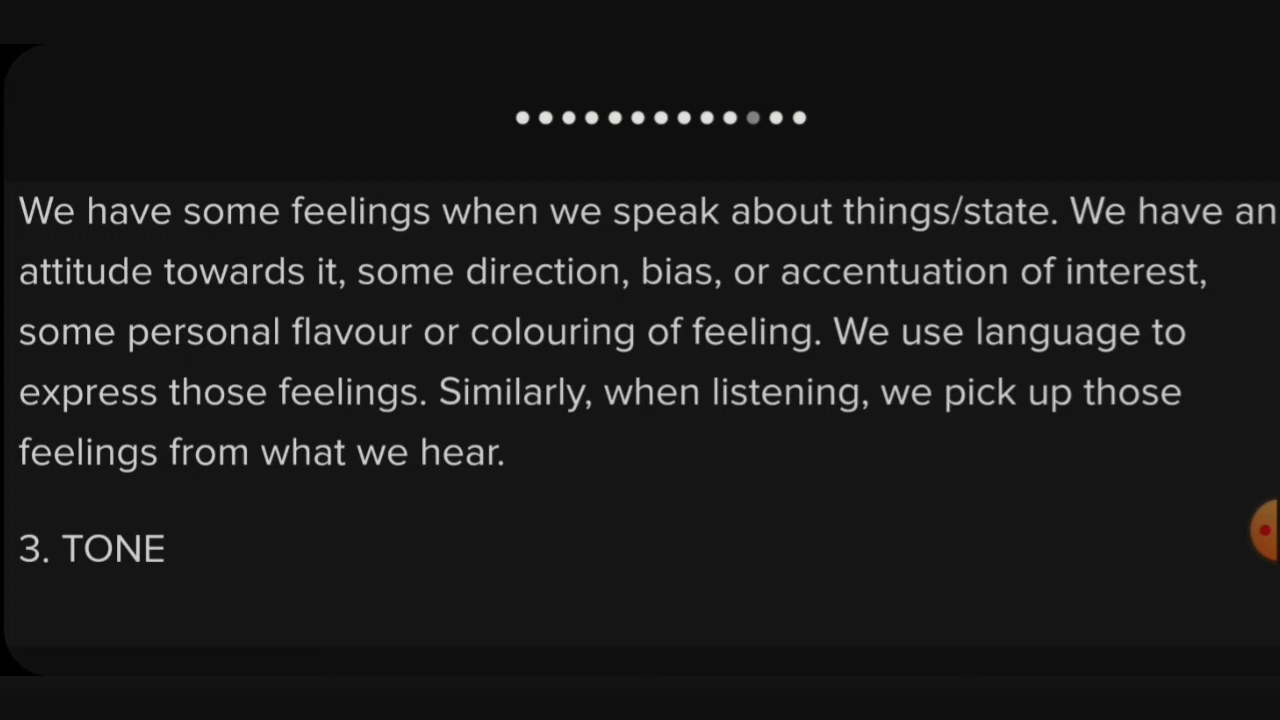 We have some feelings when we speak about things/state. We have an
attitude towards it, some direction, bias, or accentuation of interest,
some personal flavour or colouring of feeling. We use language to
express those feelings. Similarly, when listening, we pick up those
feelings from what we hear.
3. TONE